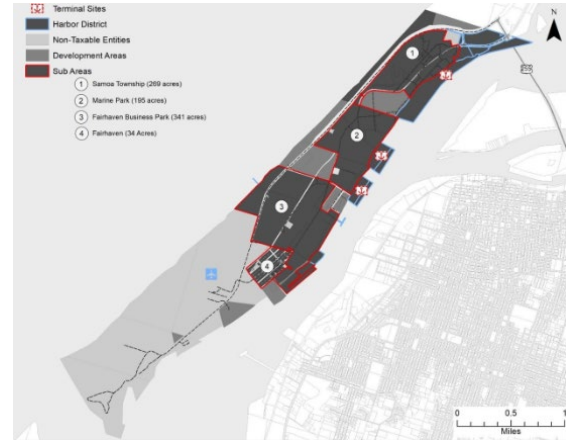 Terminal Sites
Harbor District
Non-Taxable Entities
Development Areas
Sub Areas
1 Samoa Township (269 acres)
2 Marine Park (195 acres)
3 Fairhaven Business Park (341 acres)
4 Fairhaven (34 Acres)
N
255
1
2
3
4
0 0.5 1
Miles